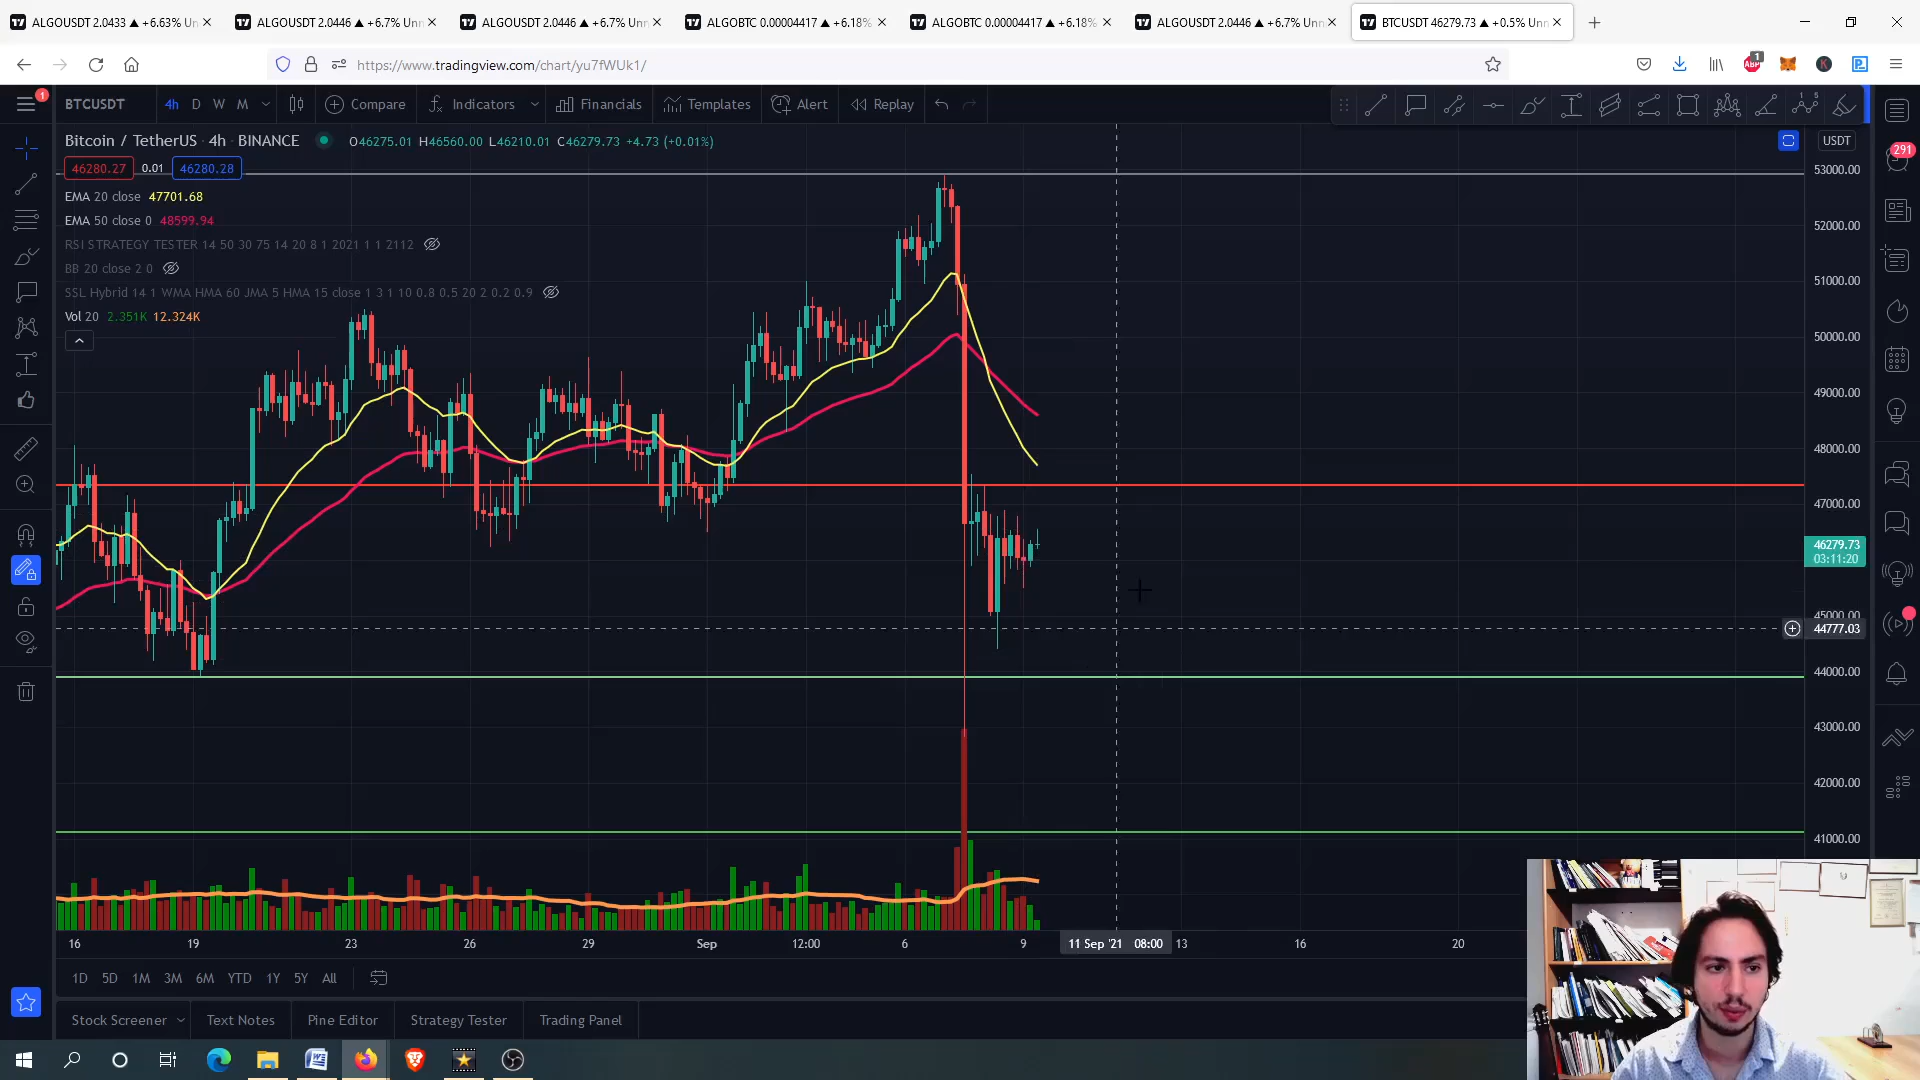 ALGOUSDT 2.0433 ▲ +6.63% Un
ALGOUSDT 2.0446 ▲ +6.7% Unn
ALGOUSDT 2.0446 ▲ +6.7% Unn
ALGOBTC 0.00004417 ▲ +6.18%
ALGOBTC 0.00004417 ▲ +6.18%
ALGOUSDT 2.0446 ▲ +6.7% Unn
BTCUSDT 46279.73 ▲ +0.5% Unn
https://www.tradingview.com/chart/yu7fWUk1/
ABP 1
K
1 BTCUSDT 4h D W M Compare Indicators Financials Templates Alert Replay
Bitcoin / TetherUS · 4h · BINANCE O46275.01 H46560.00 L46210.01 C46279.73 +4.73 (+0.01%)
USDT
46280.27 0.01 46280.28
EMA 20 close 47701.68
EMA 50 close 0 48599.94
RSI STRATEGY TESTER 14 50 30 75 14 20 8 1 2021 1 1 2112
BB 20 close 2 0
SSL Hybrid 14 1 WMA HMA 60 JMA 5 HMA 15 close 1 3 1 10 0.8 0.5 20 2 0.2 0.9
Vol 20 2.351K 12.324K
291
53000.00
52000.00
51000.00
50000.00
49000.00
48000.00
47000.00
46279.73
03:11:20
45000.00
44777.03
44000.00
43000.00
42000.00
41000.00
16 19 23 26 29 Sep 12:00 6 9 11 Sep '21 08:00 13 16 20
1D 5D 1M 3M 6M YTD 1Y 5Y All
Stock Screener Text Notes Pine Editor Strategy Tester Trading Panel